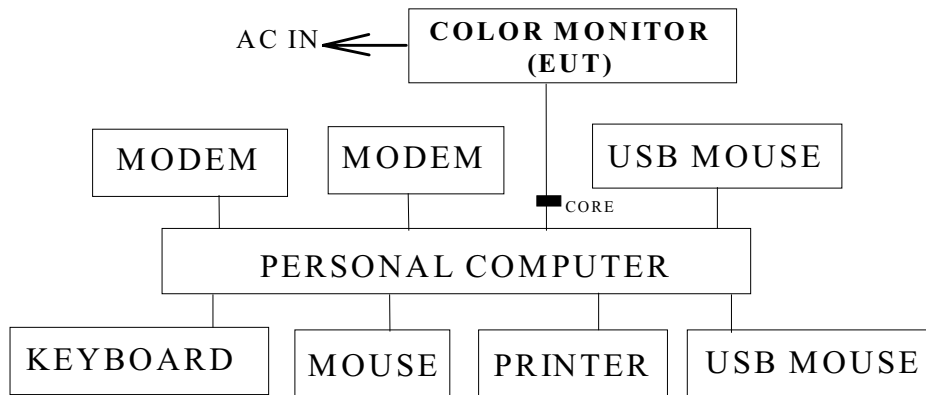 AC IN
COLOR MONITOR
(EUT)
MODEM
MODEM
USB MOUSE
CORE
PERSONAL COMPUTER
KEYBOARD
MOUSE
PRINTER
USB MOUSE